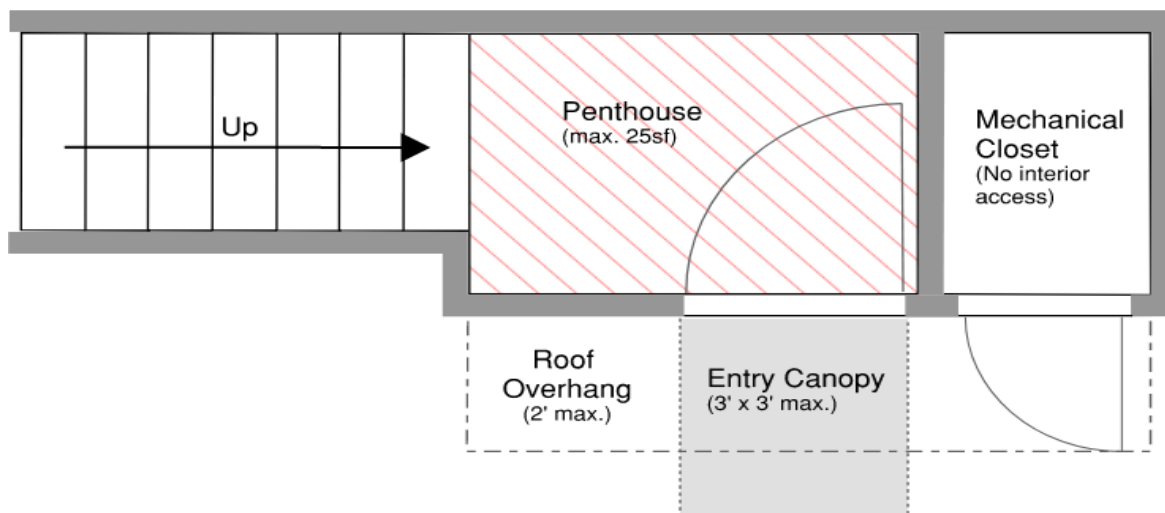 Up
Penthouse
(max. 25sf)
Mechanical
Closet
(No interior
access)
Roof
Overhang
(2' max.)
Entry Canopy
(3' x 3' max.)